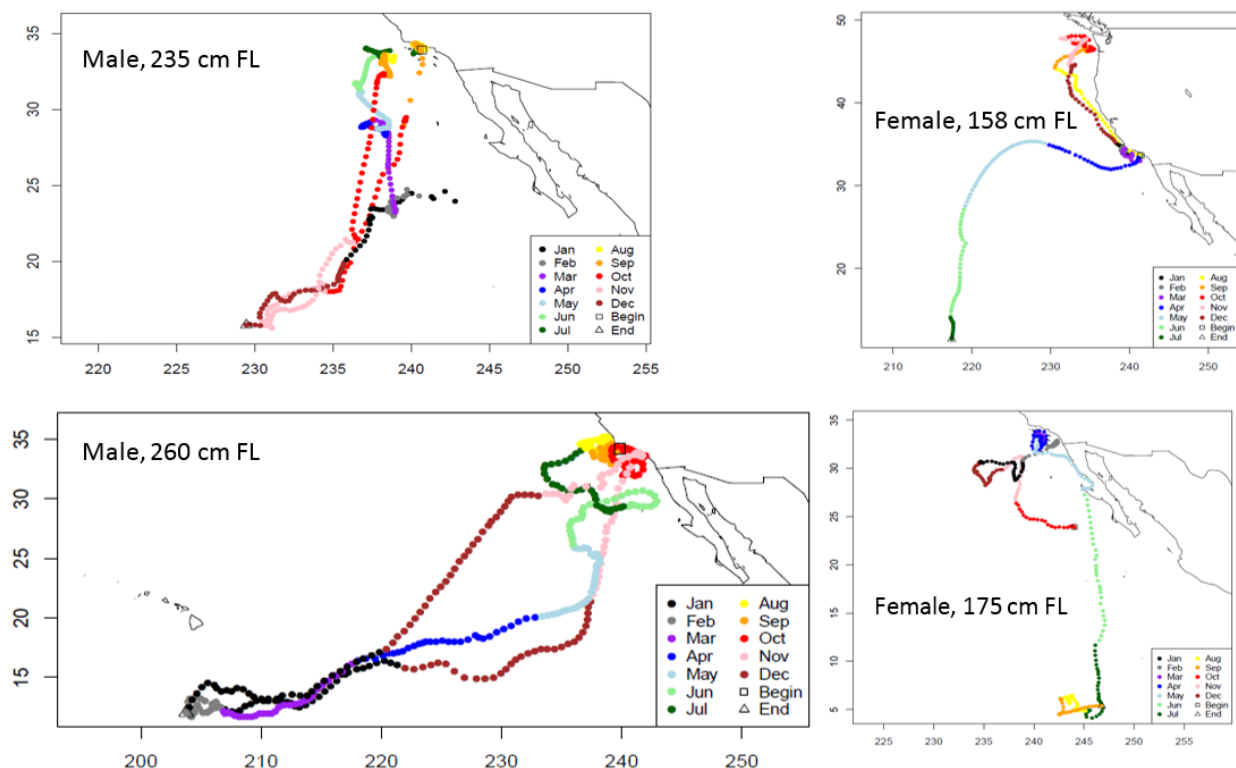 Male, 235 cm FL
35
30
25
20
15
220 225 230 235 240 245 250 255
Jan Aug
Feb Sep
Mar Oct
Apr Nov
May Dec
Jun Begin
Jul End
Female, 158 cm FL
50
40
30
20
210 220 230 240 250
Jan Aug
Feb Sep
Mar Oct
Apr Nov
May Dec
Jun Begin
Jul End
Male, 260 cm FL
35
30
25
20
15
200 210 220 230 240 250
Jan Aug
Feb Sep
Mar Oct
Apr Nov
May Dec
Jun Begin
Jul End
Female, 175 cm FL
35
30
25
20
15
10
5
225 230 235 240 245 250 255 260
Jan Aug
Feb Sep
Mar Oct
Apr Nov
May Dec
Jun Begin
Jul End